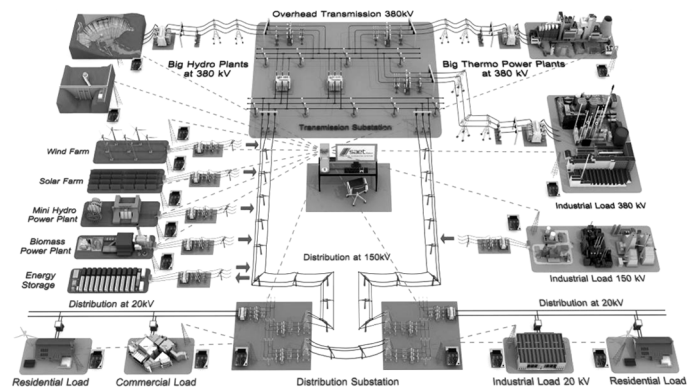 Overhead Transmission 380kV
Big Hydro Plants
at 380 kV
Big Thermo Power Plants
at 380 kV
Transmission Substation
Wind Farm
Solar Farm
Mini Hydro
Power Plant
Biomass
Power Plant
Energy
Storage
Industrial Load 380 kV
Industrial Load 150 kV
Distribution at 150kV
Distribution at 20kV
Distribution at 20kV
Residential Load
Commercial Load
Distribution Substation
Industrial Load 20 kV
Residential Load